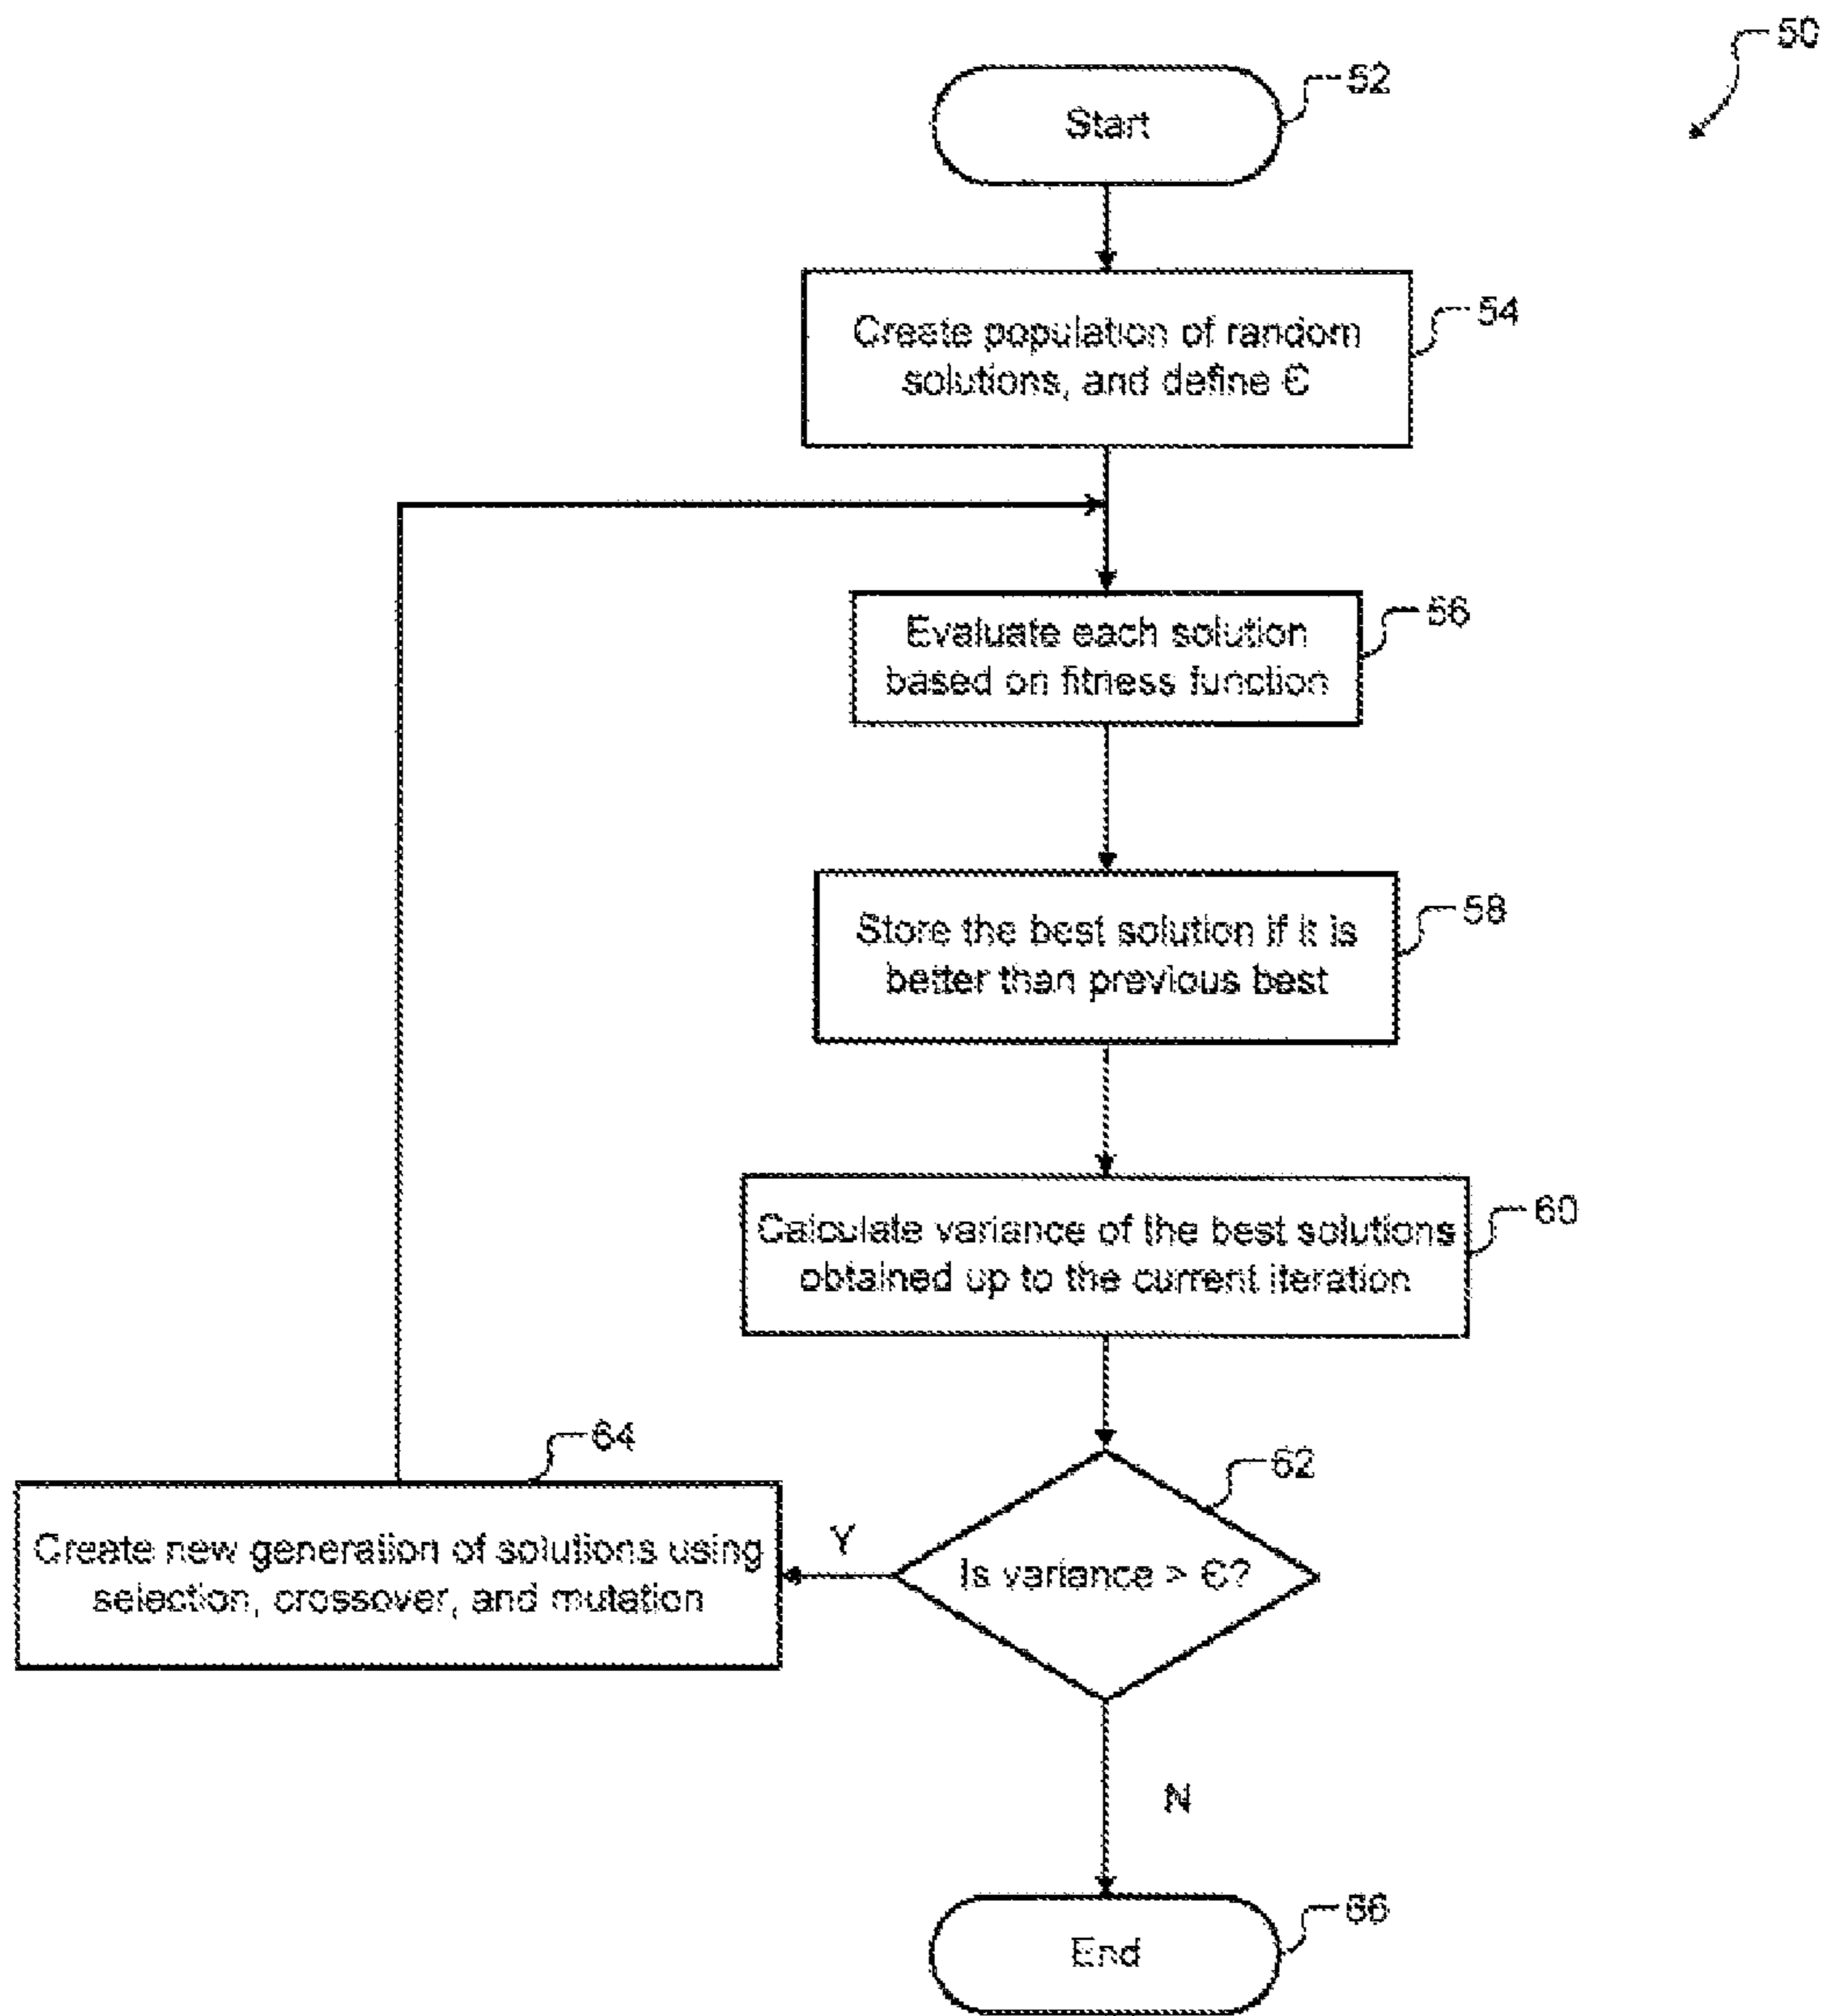 50
Start
52
Create population of random
solutions, and define Є
54
Evaluate each solution
based on fitness function
56
Store the best solution if it is
better than previous best
58
Calculate variance of the best solutions
obtained up to the current iteration
60
64
62
Create new generation of solutions using
selection, crossover, and mutation
Y
Is variance > Є?
N
End
66